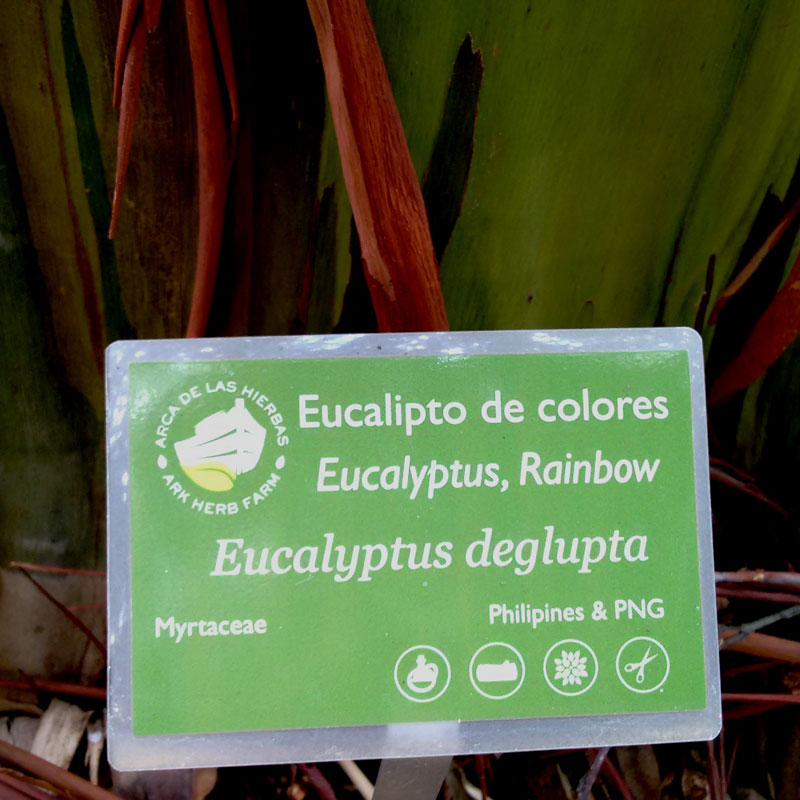 ARCA DE LAS HIERBAS
ARK HERB FARM
Eucalipto de colores
Eucalyptus, Rainbow
Eucalyptus deglupta
Myrtaceae
Philipines & PNG